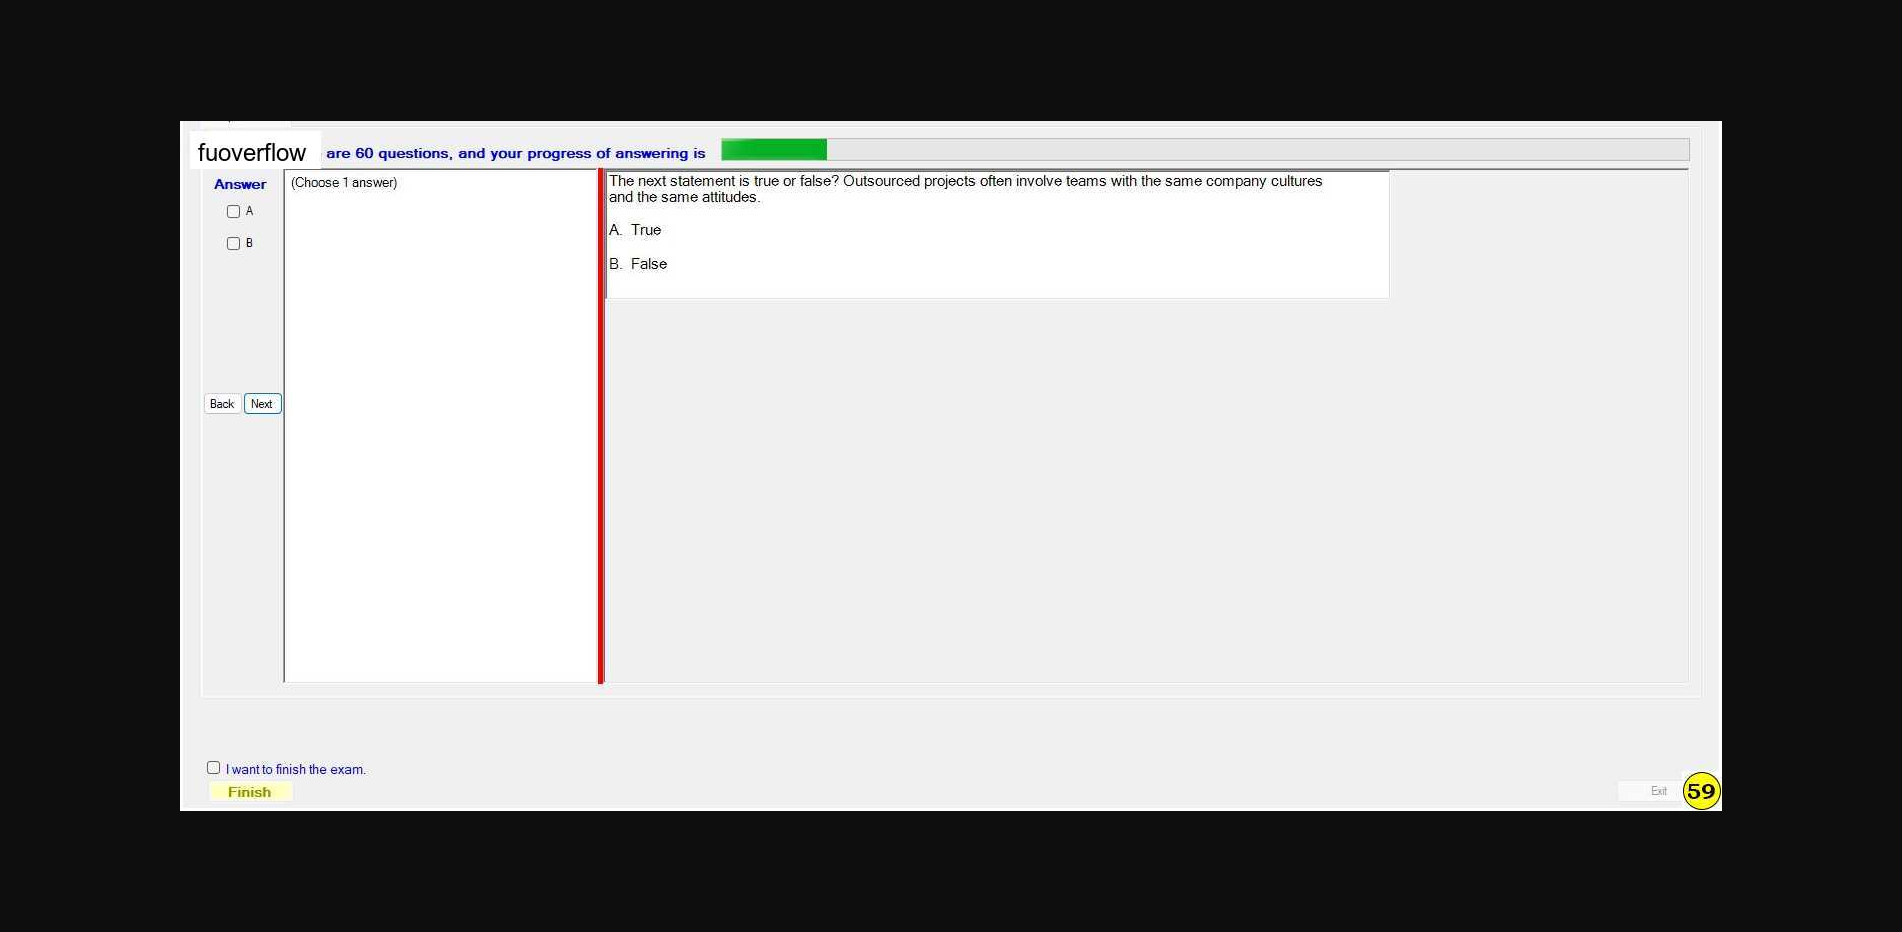 fuoverflow are 60 questions, and your progress of answering is
Answer
A
B
(Choose 1 answer)
The next statement is true or false? Outsourced projects often involve teams with the same company cultures
and the same attitudes.
A. True
B. False
Back Next
I want to finish the exam.
Finish
Exit
59